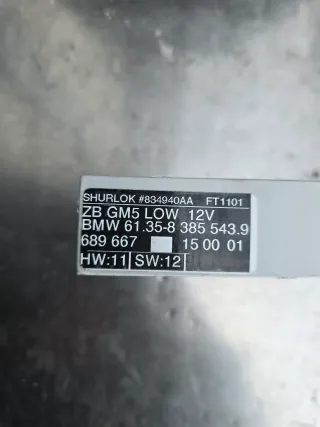 SHURLOK #834940AA FT1101
ZB GM5 LOW 12V
BMW 61.35-8 385 543.9
689 667 15 00 01
HW:11 SW:12